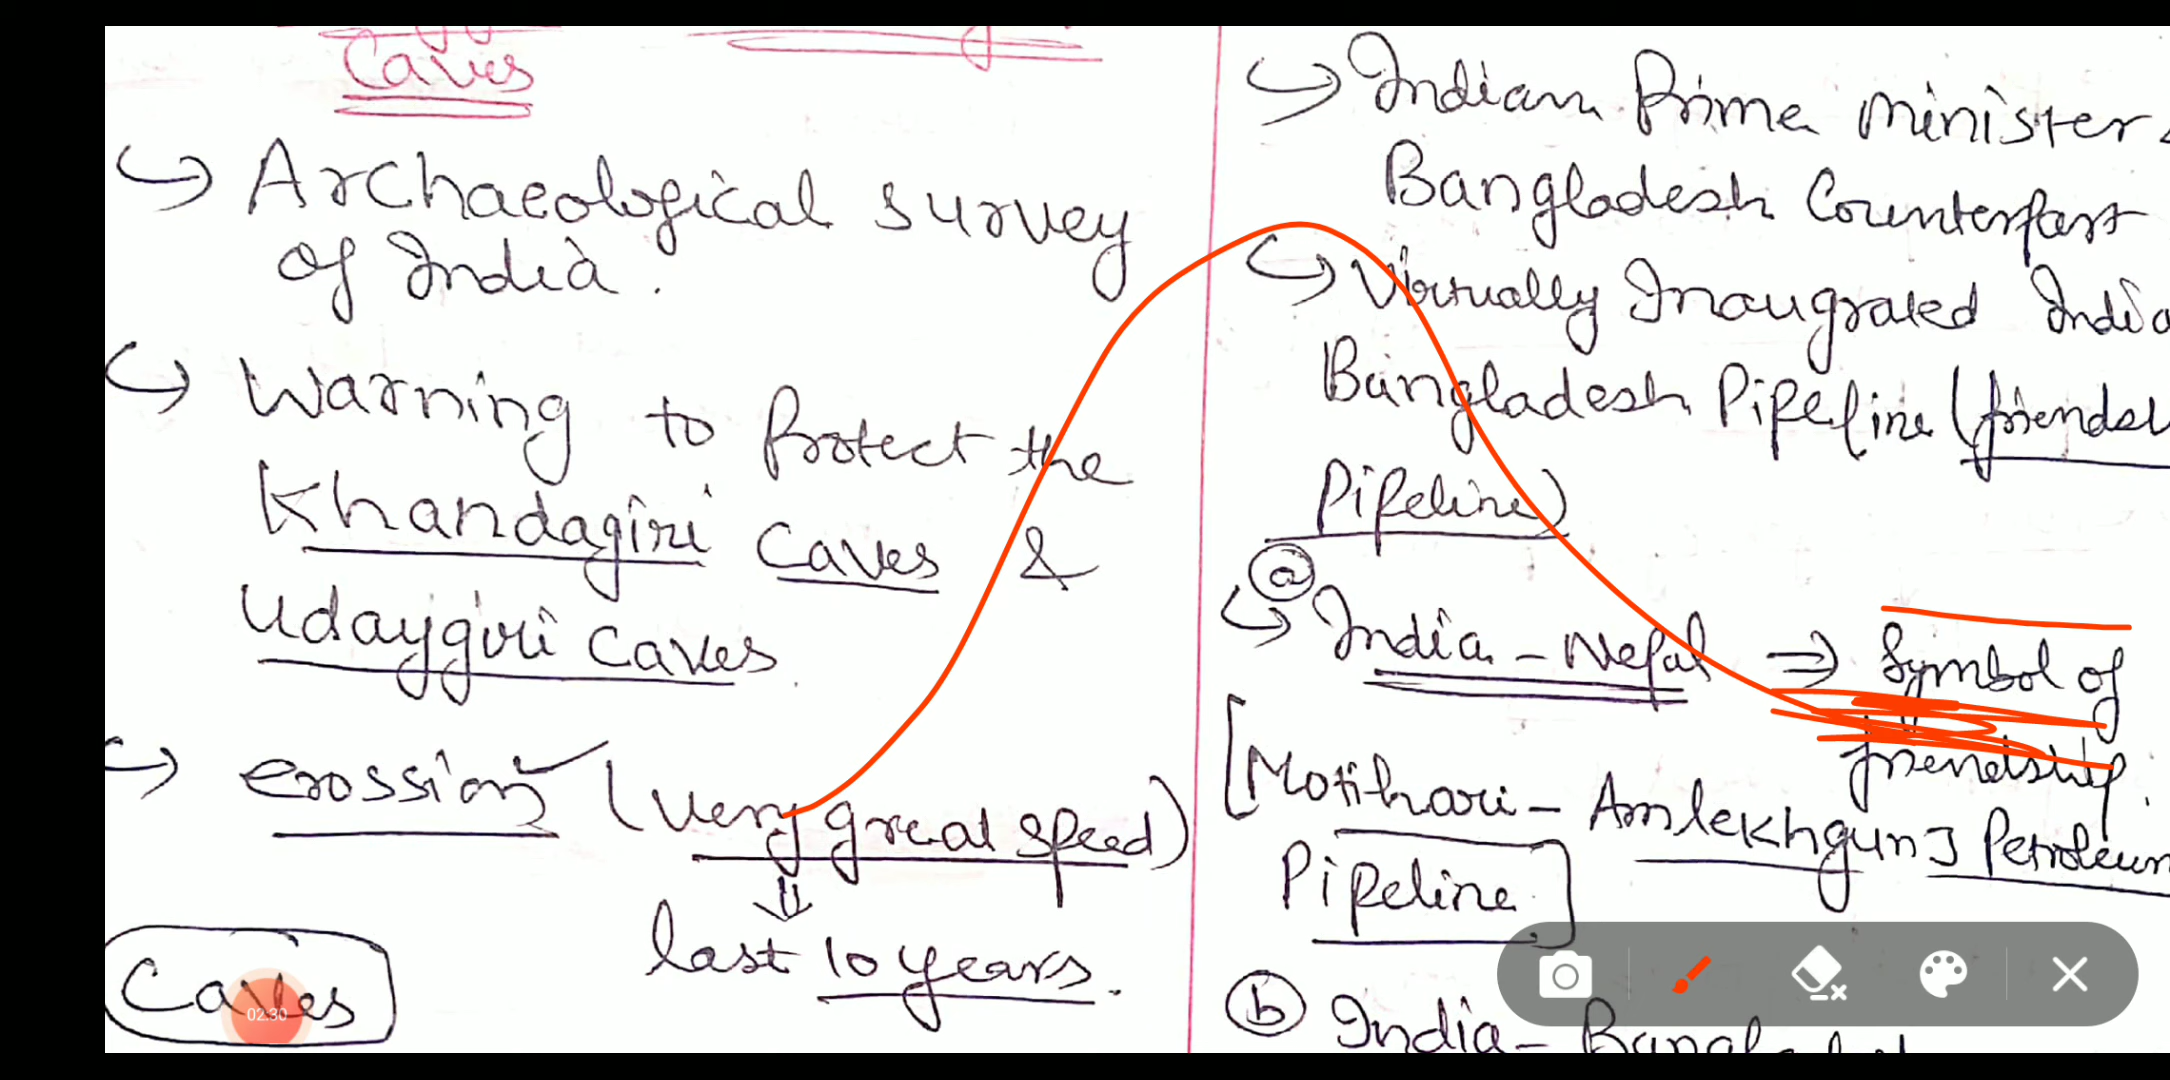 Caves
↪ Archaeological survey
of India.
↪ Warning to Protect the
Khandagiri Caves &
Udaygiri Caves.
↪ erossion (very great speed)
⇓
last 10 years.
Caves
02:30
↪ Indian Prime minister &
Bangladesh Counterpart
↪ Virtually Inaugrated India
Bangladesh Pipeline (friendsh
Pipeline)
ⓐ
↪ India - Nepal ⇒ Symbol of
friendship.
[Motihari - Amlekhgunj Petroleum
Pipeline]
ⓑ India - Bangladesh